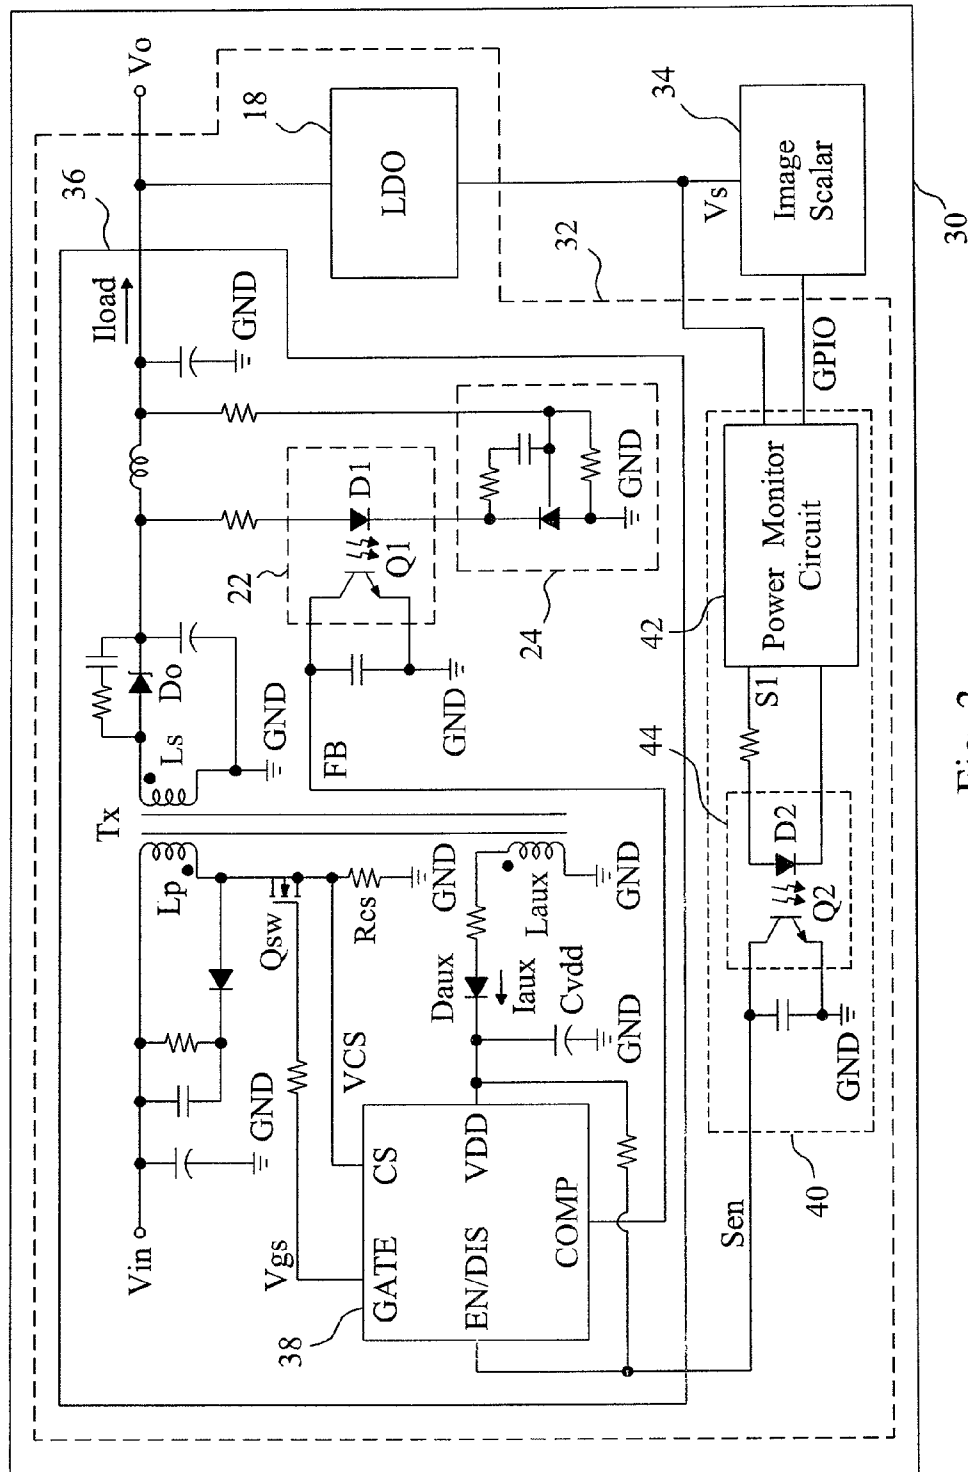 Vin
Vo
Tx
Lp
Ls
Do
GND
GND
Iload
GND
36
18
LDO
34
Image
Scalar
Vs
30
32
Qsw
Rcs
GND
Vgs
VCS
FB
22
D1
Q1
GND
24
GND
38
GATE
CS
EN/DIS
VDD
COMP
Daux
Iaux
Laux
GND
Cvdd
GND
GPIO
42
Power Monitor
Circuit
S1
44
D2
Q2
GND
40
Sen
Fig.